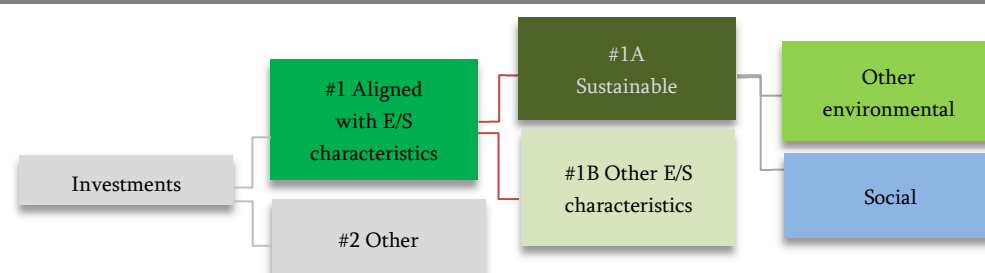 #1A
Sustainable
Other
environmental
#1 Aligned
with E/S
characteristics
#1B Other E/S
characteristics
Investments
Social
#2 Other